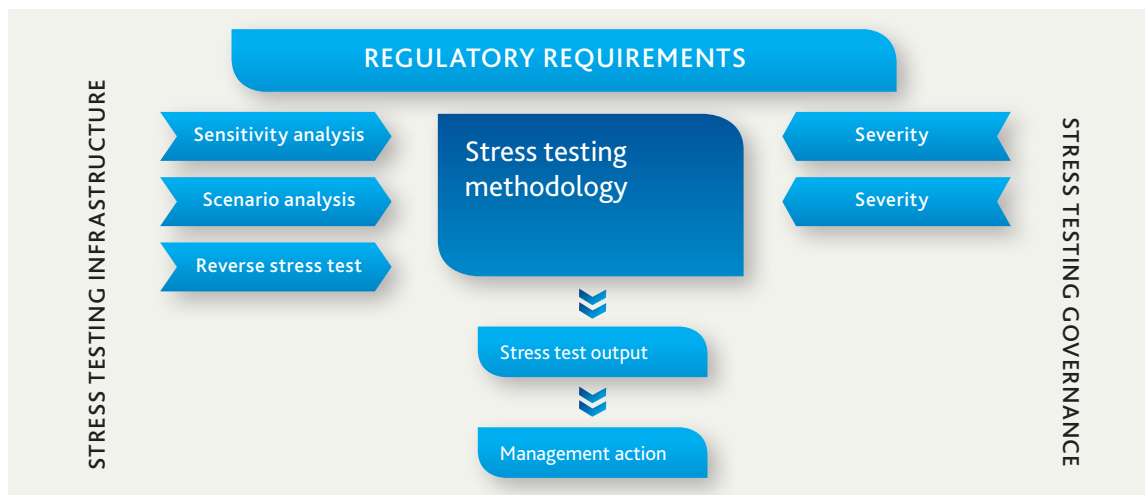 REGULATORY REQUIREMENTS
STRESS TESTING INFRASTRUCTURE
Sensitivity analysis
Scenario analysis
Reverse stress test
Stress testing
methodology
Severity
Severity
STRESS TESTING GOVERNANCE
Stress test output
Management action